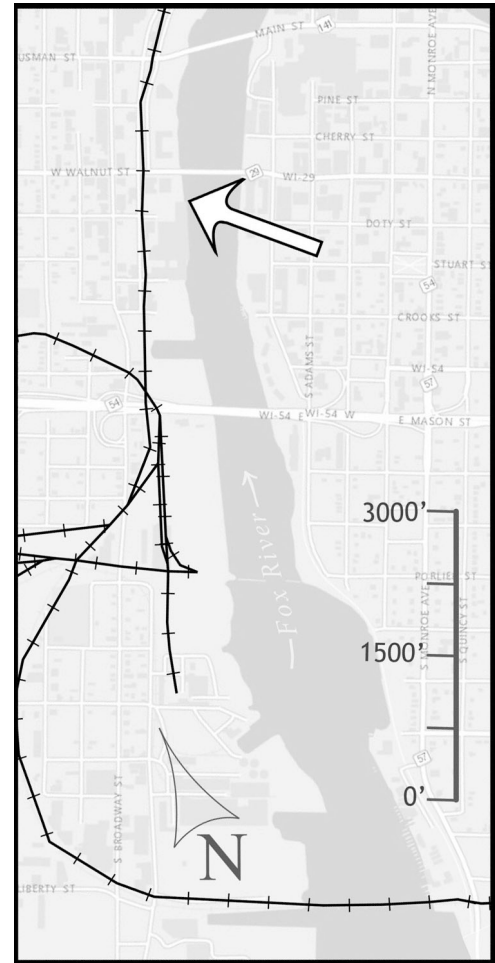 MAIN ST
141
N MONROE AVE
USMAN ST
PINE ST
CHERRY ST
W WALNUT ST
29
WI-29
DOTY ST
STUART ST
54
CROOKS ST
S ADAMS ST
WI-54
57
54
WI-54 E
WI-54 W
E MASON ST
3000'
Fox River
PORLIER ST
S MONROE AVE
S QUINCY ST
1500'
57
0'
S BROADWAY ST
N
LIBERTY ST